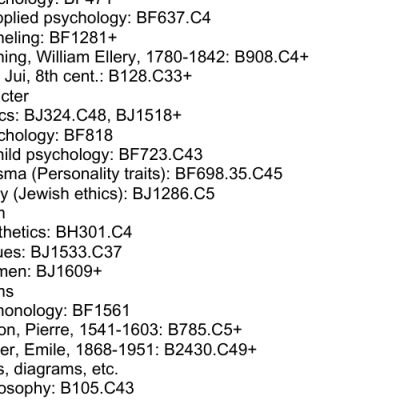 chology: BF471
pplied psychology: BF637.C4
neling: BF1281+
ning, William Ellery, 1780-1842: B908.C4+
Jui, 8th cent.: B128.C33+
cter
cs: BJ324.C48, BJ1518+
chology: BF818
hild psychology: BF723.C43
sma (Personality traits): BF698.35.C45
y (Jewish ethics): BJ1286.C5
n
thetics: BH301.C4
ues: BJ1533.C37
men: BJ1609+
ns
monology: BF1561
on, Pierre, 1541-1603: B785.C5+
er, Emile, 1868-1951: B2430.C49+
s, diagrams, etc.
osophy: B105.C43